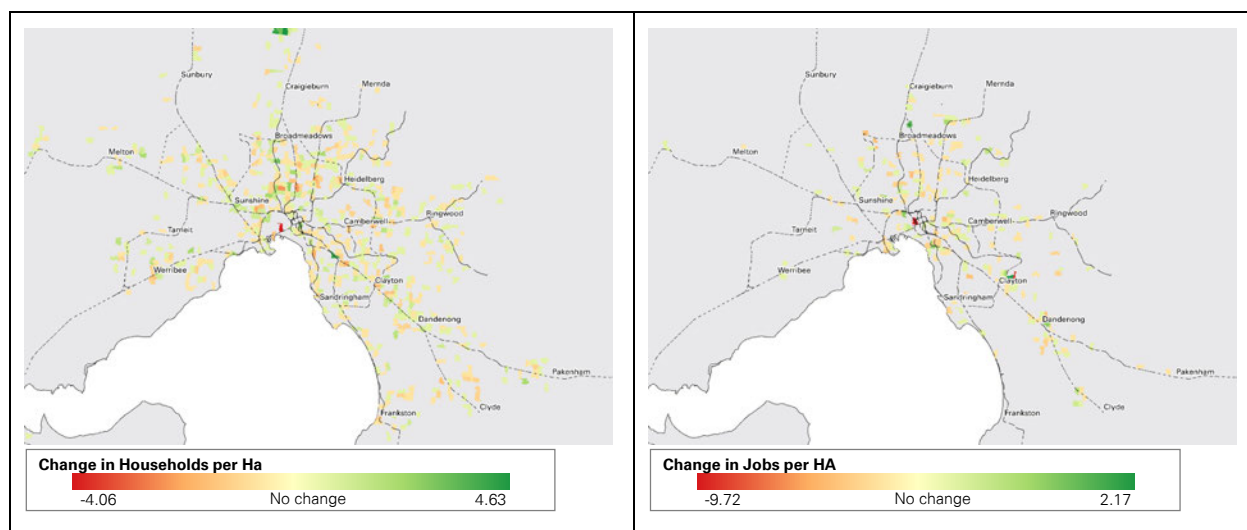 Sunbury
Craigieburn
Mernda
Broadmeadows
Melton
Heidelberg
Sunshine
Camberwell
Ringwood
Tarneit
Werribee
Clayton
Sandringham
Dandenong
Pakenham
Clyde
Frankston
Change in Households per Ha
-4.06 No change 4.63
Sunbury
Craigieburn
Mernda
Broadmeadows
Melton
Heidelberg
Sunshine
Camberwell
Ringwood
Tarneit
Werribee
Clayton
Sandringham
Dandenong
Pakenham
Clyde
Frankston
Change in Jobs per HA
-9.72 No change 2.17